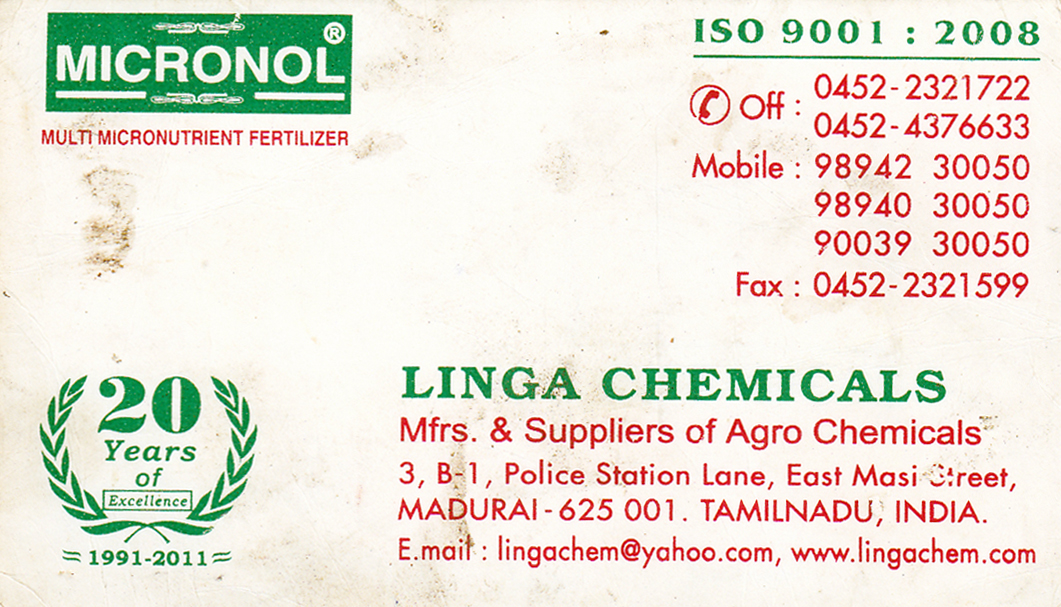 MICRONOL®
MULTI MICRONUTRIENT FERTILIZER
ISO 9001 : 2008
Off : 0452-2321722
0452-4376633
Mobile : 98942 30050
98940 30050
90039 30050
Fax : 0452-2321599
20
Years
of
Excellence
1991-2011
LINGA CHEMICALS
Mfrs. & Suppliers of Agro Chemicals
3, B-1, Police Station Lane, East Masi Street,
MADURAI - 625 001. TAMILNADU, INDIA.
E.mail : lingachem@yahoo.com, www.lingachem.com